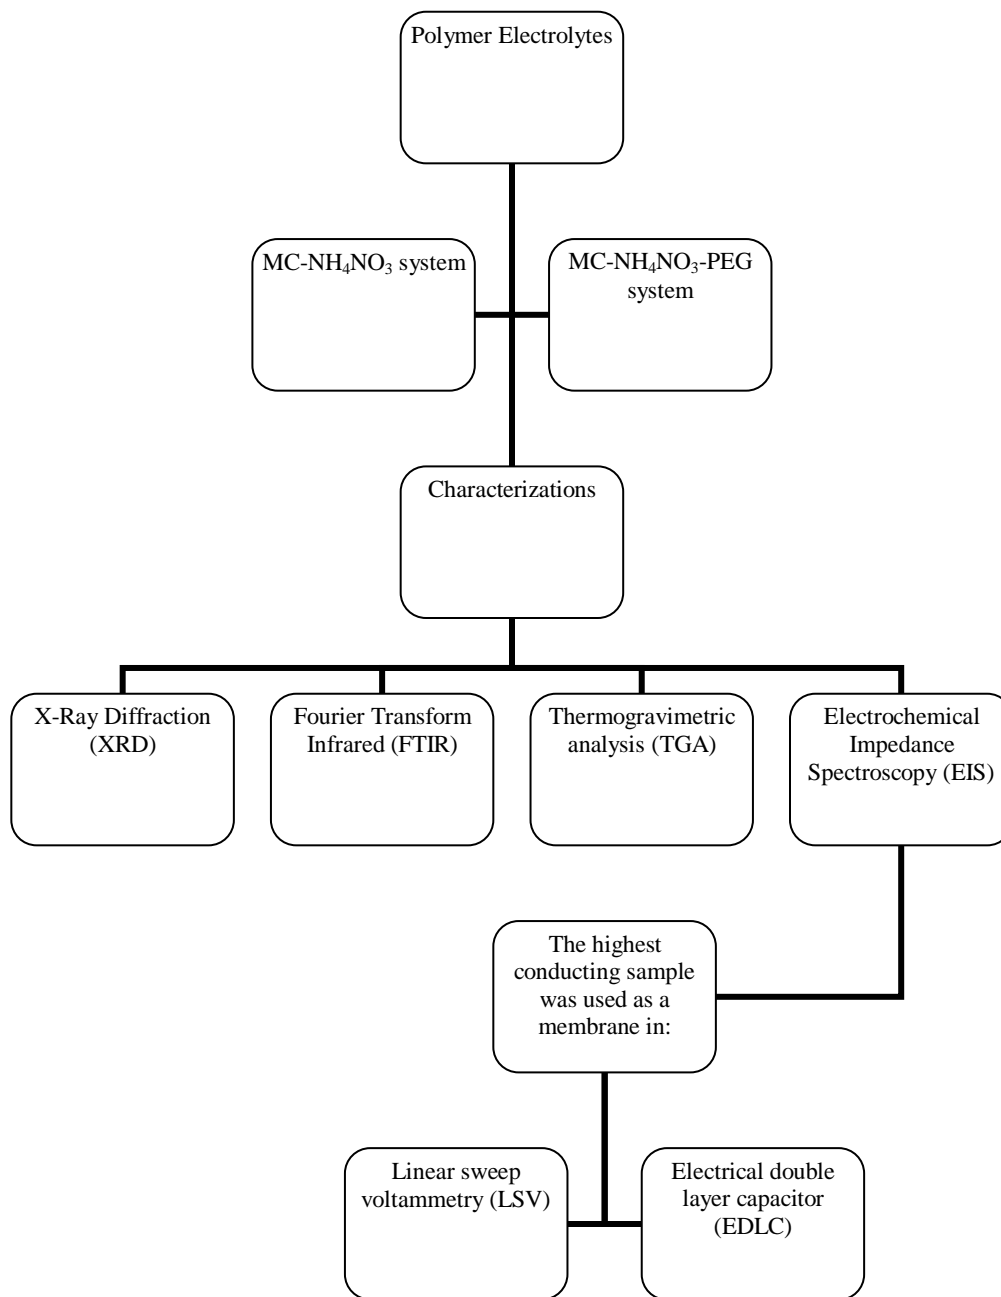 Polymer Electrolytes
MC-NH₄NO₃ system
MC-NH₄NO₃-PEG
system
Characterizations
X-Ray Diffraction
(XRD)
Fourier Transform
Infrared (FTIR)
Thermogravimetric
analysis (TGA)
Electrochemical
Impedance
Spectroscopy (EIS)
The highest
conducting sample
was used as a
membrane in:
Linear sweep
voltammetry (LSV)
Electrical double
layer capacitor
(EDLC)